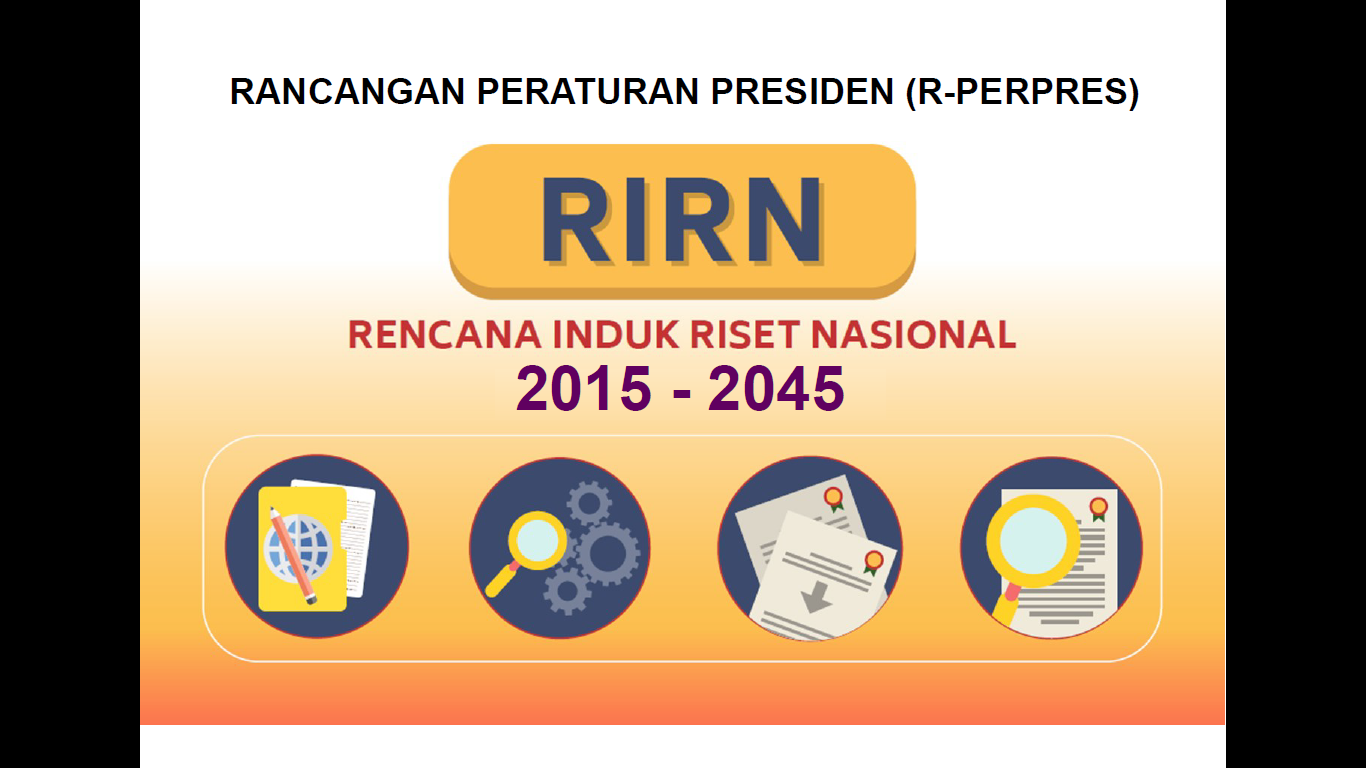 RANCANGAN PERATURAN PRESIDEN (R-PERPRES)
RIRN
RENCANA INDUK RISET NASIONAL
2015 - 2045